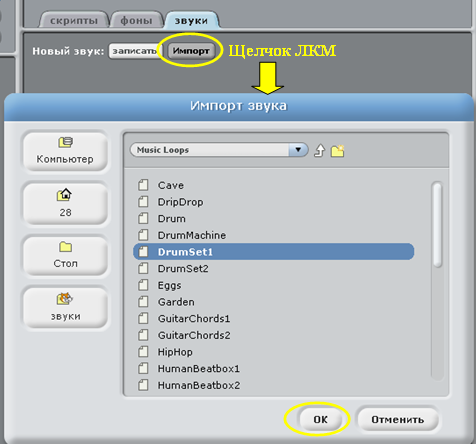 скрипты фоны звуки
Новый звук: записать Импорт Щелчок ЛКМ
Импорт звука
Компьютер
28
Стол
звуки
Music Loops
Cave
DripDrop
Drum
DrumMachine
DrumSet1
DrumSet2
Eggs
Garden
GuitarChords1
GuitarChords2
HipHop
HumanBeatbox1
HumanBeatbox2
OK Отменить